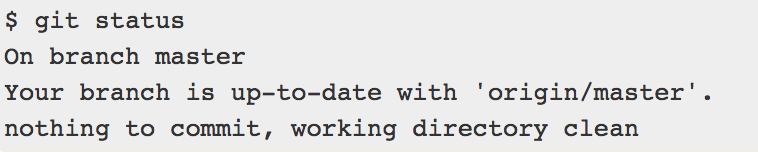 $ git status
On branch master
Your branch is up-to-date with 'origin/master'.
nothing to commit, working directory clean